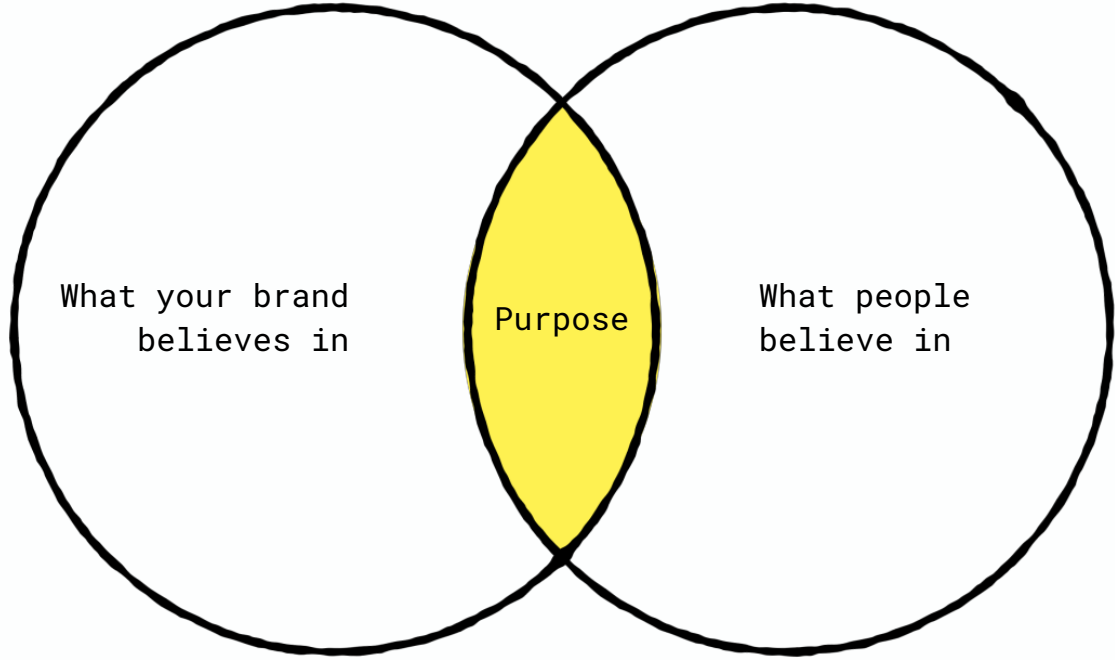 What your brand
believes in
Purpose
What people
believe in